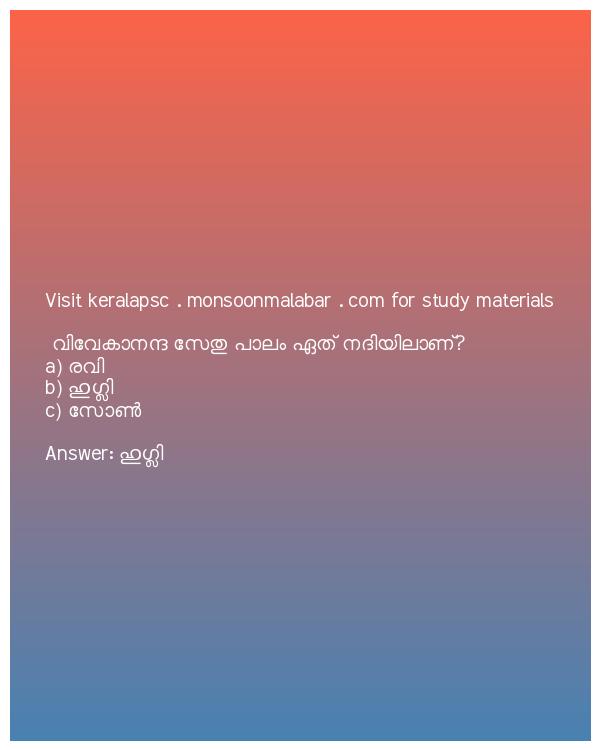 Visit keralapsc . monsoonmalabar . com for study materials
വിവേകാനന്ദ സേതു പാലം ഏത് നദിയിലാണ്?
a) രവി
b) ഹൂഗ്ലി
c) സോൺ
Answer: ഹൂഗ്ലി